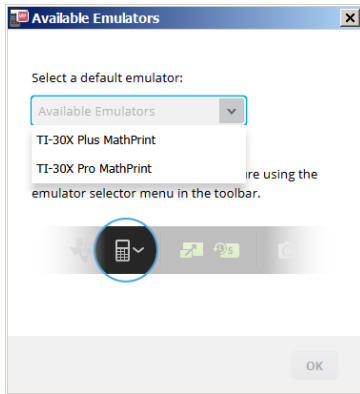 Available Emulators
Select a default emulator:
Available Emulators
TI-30X Plus MathPrint
TI-30X Pro MathPrint
re using the
emulator selector menu in the toolbar.
OK